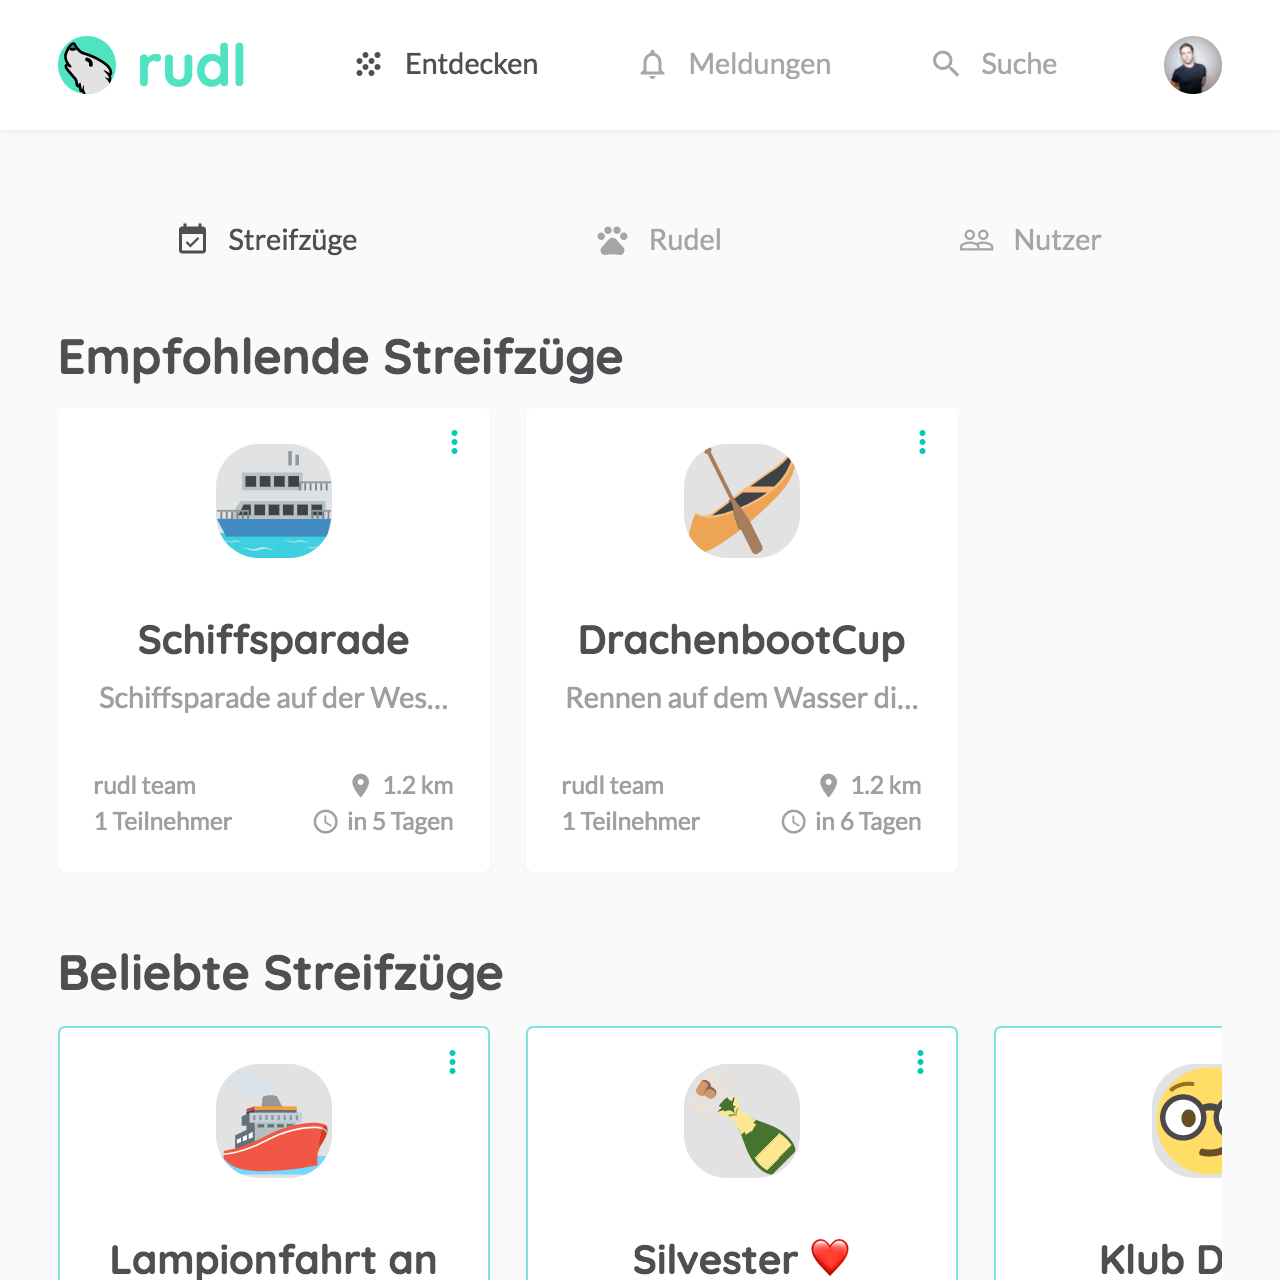 rudl
Entdecken
Meldungen
Suche
Streifzüge
Rudel
Nutzer
Empfohlende Streifzüge
Schiffsparade
Schiffsparade auf der Wes...
rudl team
1.2 km
1 Teilnehmer
in 5 Tagen
DrachenbootCup
Rennen auf dem Wasser di...
rudl team
1.2 km
1 Teilnehmer
in 6 Tagen
Beliebte Streifzüge
Lampionfahrt an
Silvester ❤️
Klub D